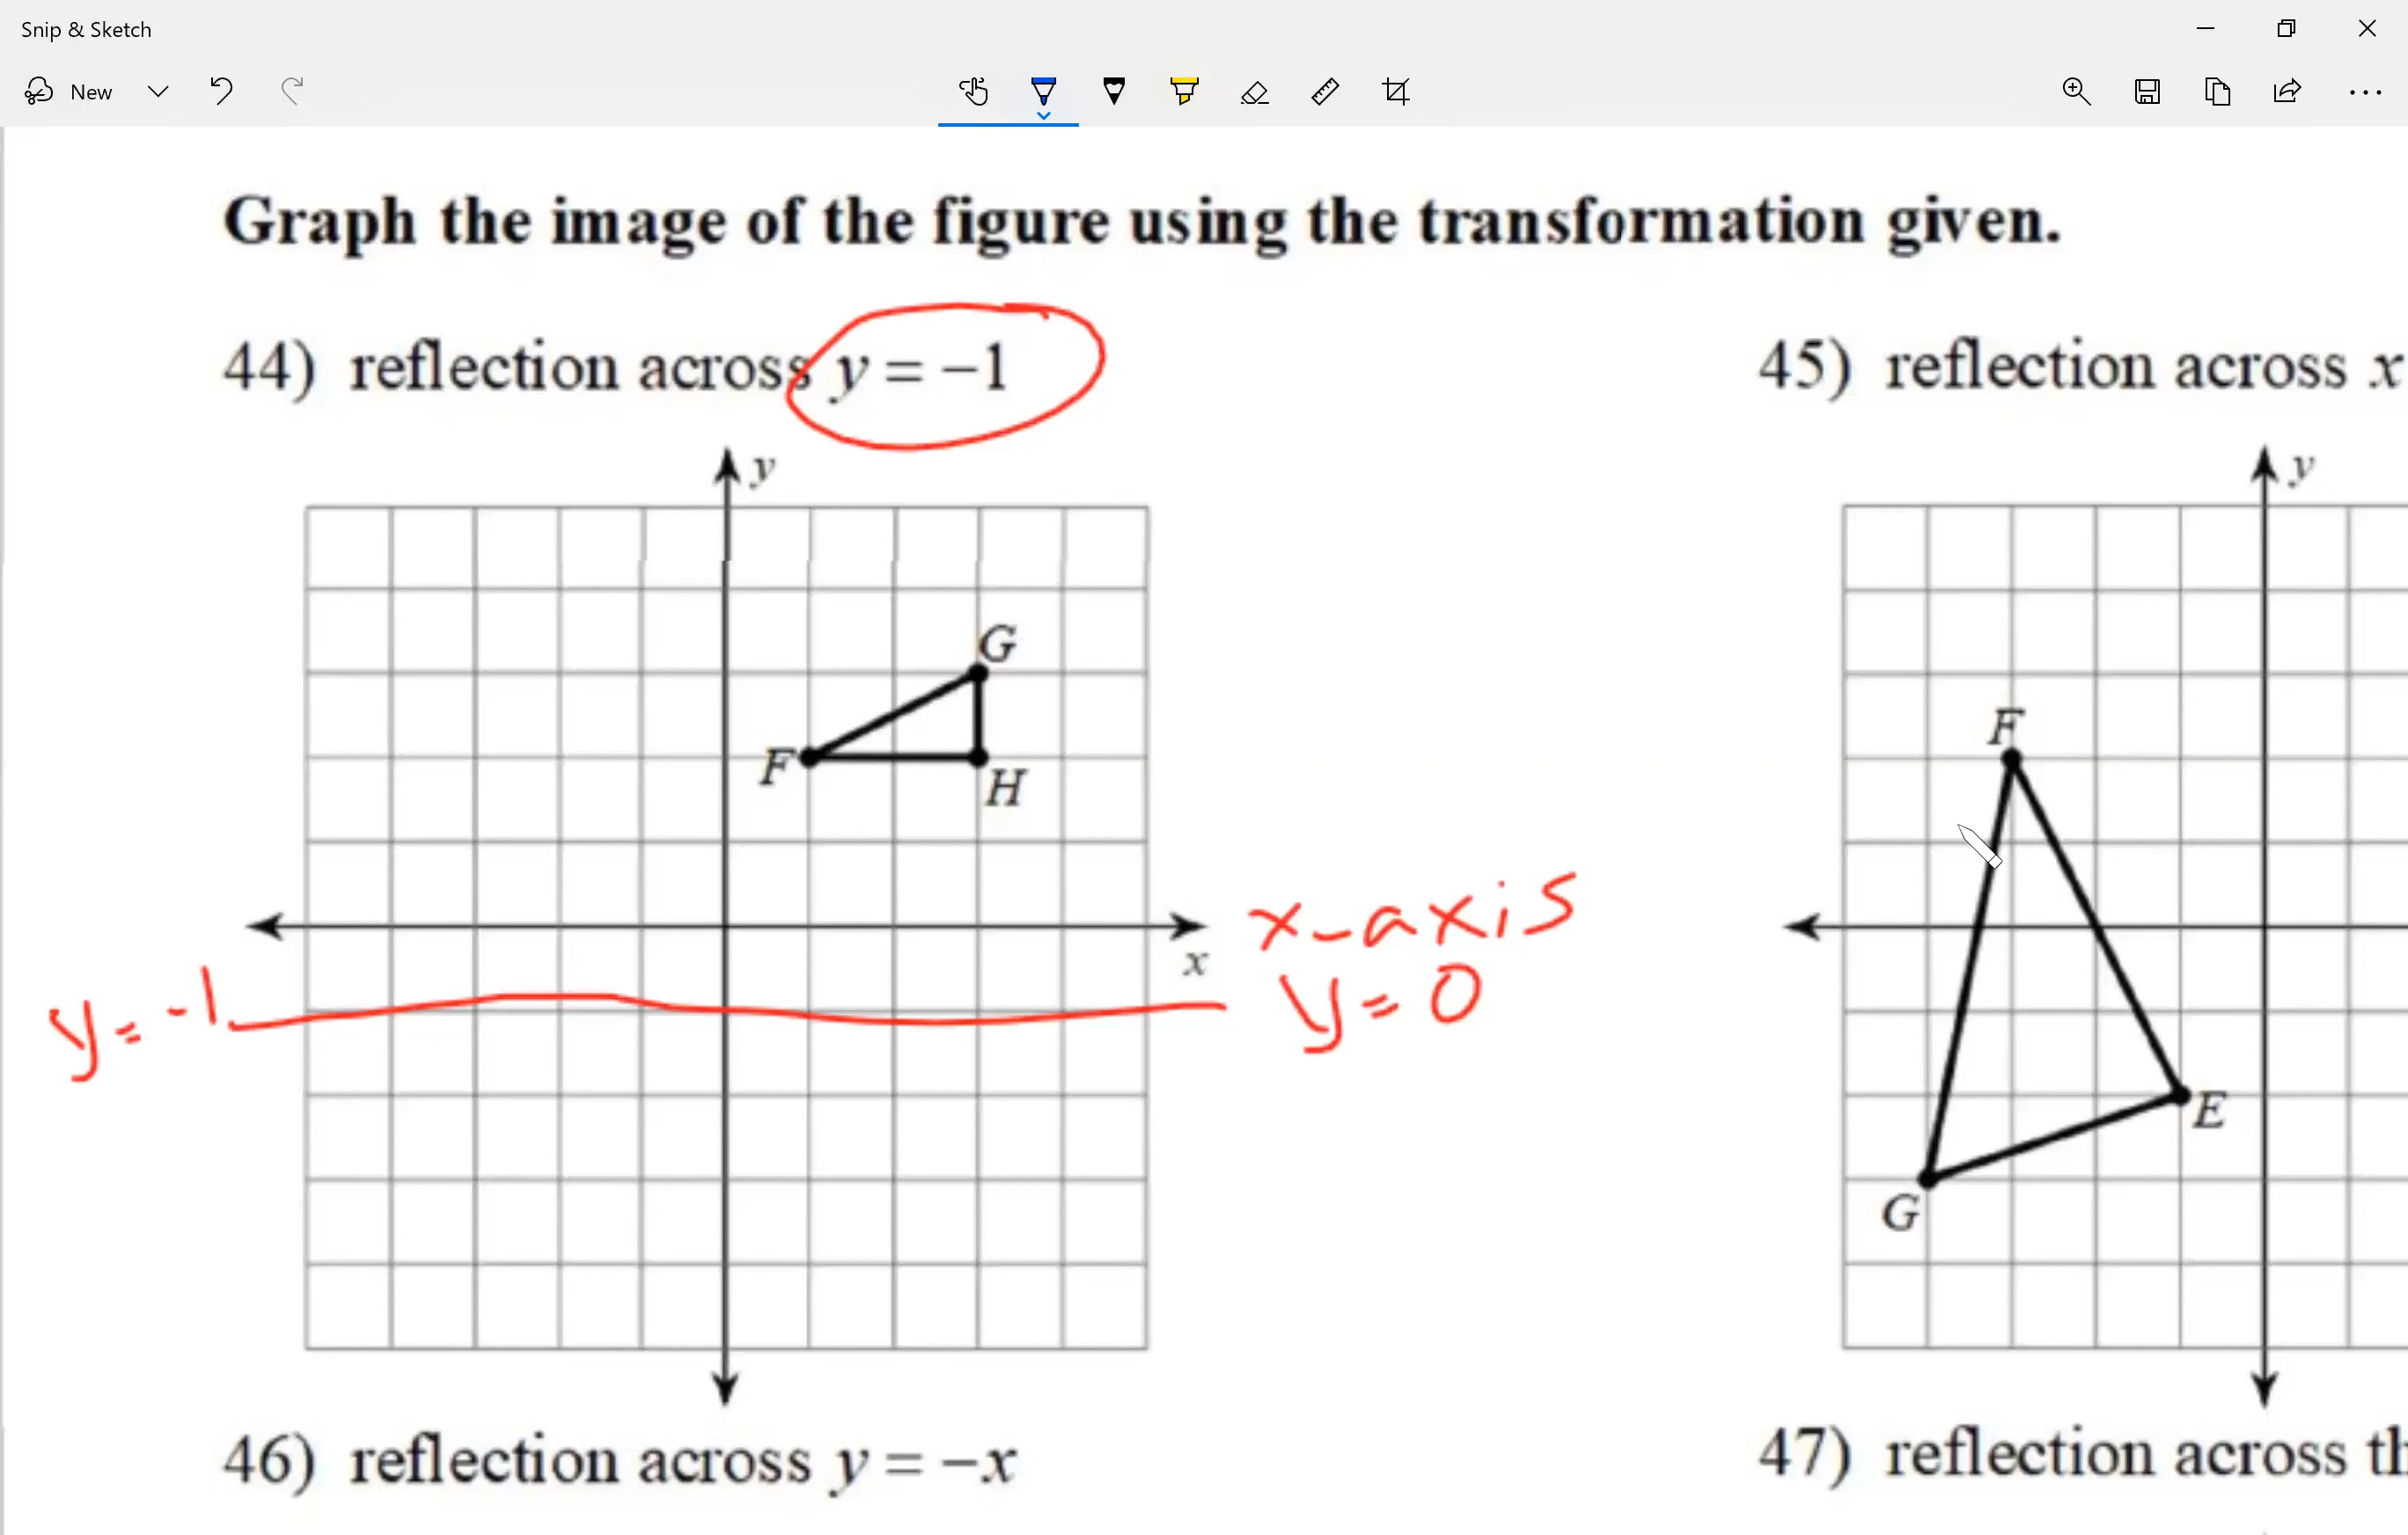 Snip & Sketch
New
Graph the image of the figure using the transformation given.
44) reflection across y = −1
45) reflection across x
y
y
G
F
H
F
x-axis
x
y = -1
y = 0
E
G
46) reflection across y = −x
47) reflection across th